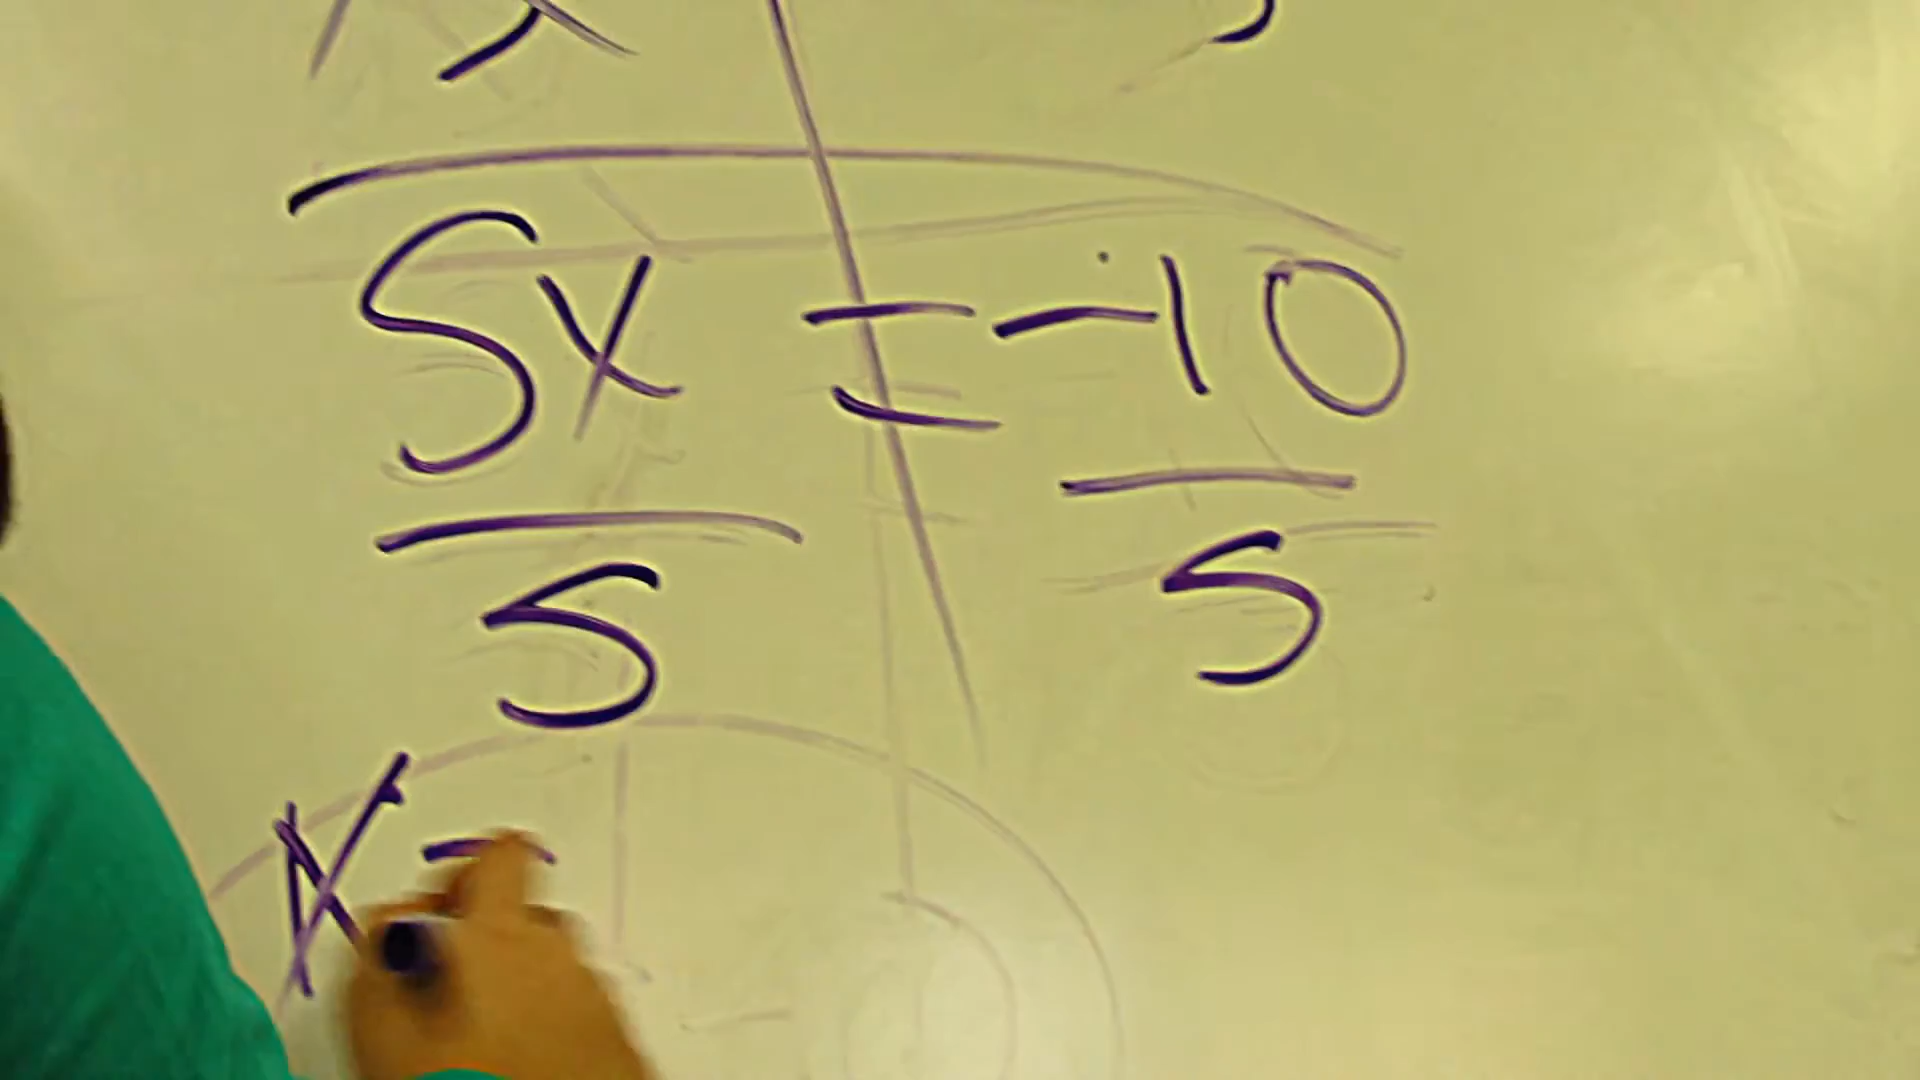 5x = -10
5 5
x =